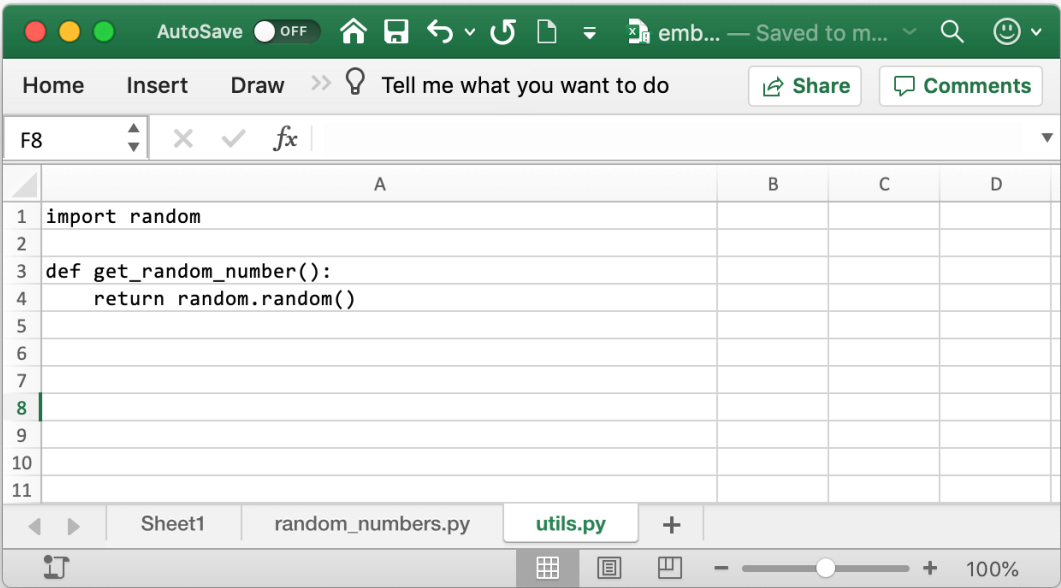 AutoSave OFF emb... — Saved to m...
Home Insert Draw >> Tell me what you want to do Share Comments
F8 fx
A B C D
1 import random
2
3 def get_random_number():
4     return random.random()
5
6
7
8
9
10
11
Sheet1 random_numbers.py utils.py +
− + 100%